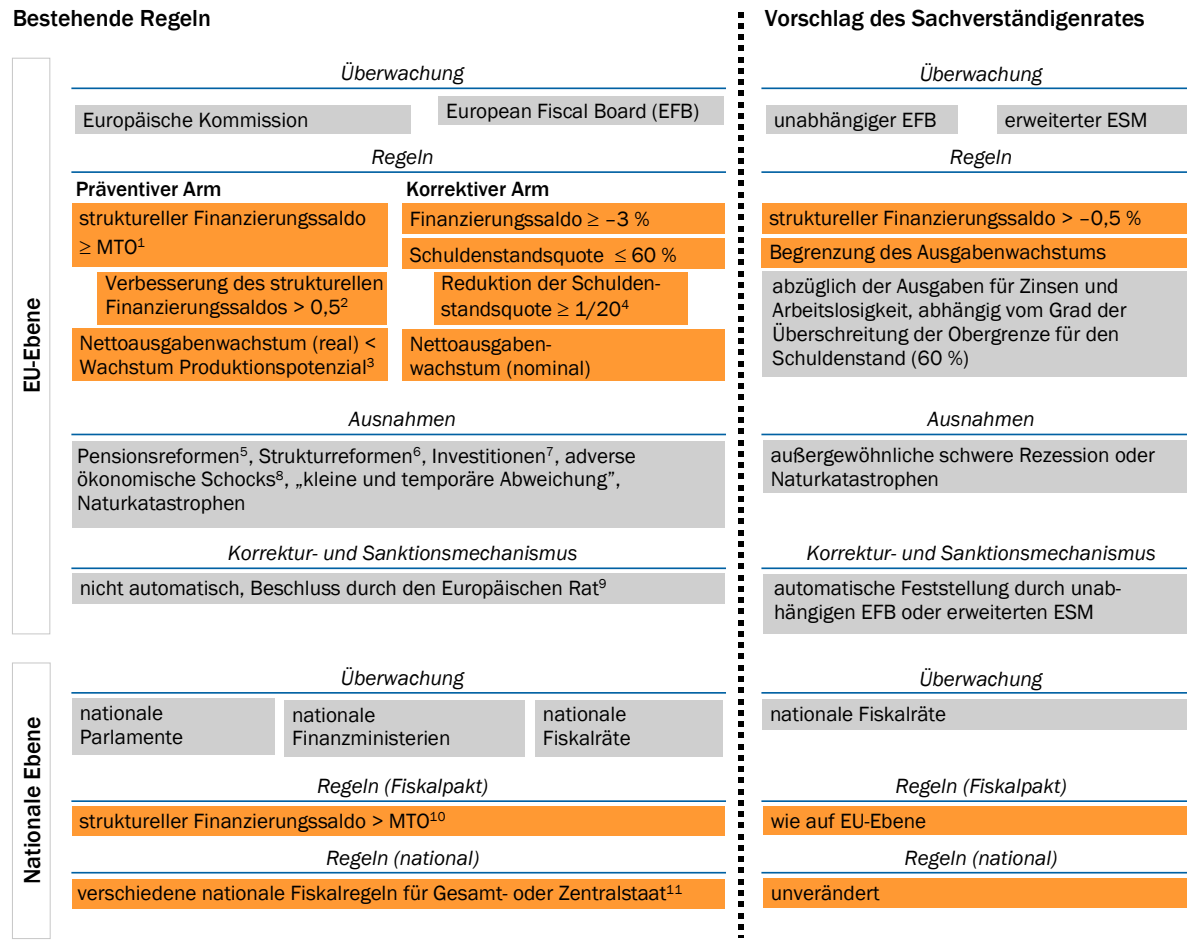 Bestehende Regeln
EU-Ebene
Überwachung
Europäische Kommission
European Fiscal Board (EFB)
Regeln
Präventiver Arm
struktureller Finanzierungssaldo
≥ MTO¹
Verbesserung des strukturellen
Finanzierungssaldos > 0,5²
Nettoausgabenwachstum (real) <
Wachstum Produktionspotenzial³
Korrektiver Arm
Finanzierungssaldo ≥ –3 %
Schuldenstandsquote ≤ 60 %
Reduktion der Schulden-
standsquote ≥ 1/20⁴
Nettoausgaben-
wachstum (nominal)
Ausnahmen
Pensionsreformen⁵, Strukturreformen⁶, Investitionen⁷, adverse
ökonomische Schocks⁸, „kleine und temporäre Abweichung”,
Naturkatastrophen
Korrektur- und Sanktionsmechanismus
nicht automatisch, Beschluss durch den Europäischen Rat⁹
Nationale Ebene
Überwachung
nationale
Parlamente
nationale
Finanzministerien
nationale
Fiskalräte
Regeln (Fiskalpakt)
struktureller Finanzierungssaldo > MTO¹⁰
Regeln (national)
verschiedene nationale Fiskalregeln für Gesamt- oder Zentralstaat¹¹
Vorschlag des Sachverständigenrates
Überwachung
unabhängiger EFB
erweiterter ESM
Regeln
struktureller Finanzierungssaldo > –0,5 %
Begrenzung des Ausgabenwachstums
abzüglich der Ausgaben für Zinsen und
Arbeitslosigkeit, abhängig vom Grad der
Überschreitung der Obergrenze für den
Schuldenstand (60 %)
Ausnahmen
außergewöhnliche schwere Rezession oder
Naturkatastrophen
Korrektur- und Sanktionsmechanismus
automatische Feststellung durch unab-
hängigen EFB oder erweiterten ESM
Überwachung
nationale Fiskalräte
Regeln (Fiskalpakt)
wie auf EU-Ebene
Regeln (national)
unverändert